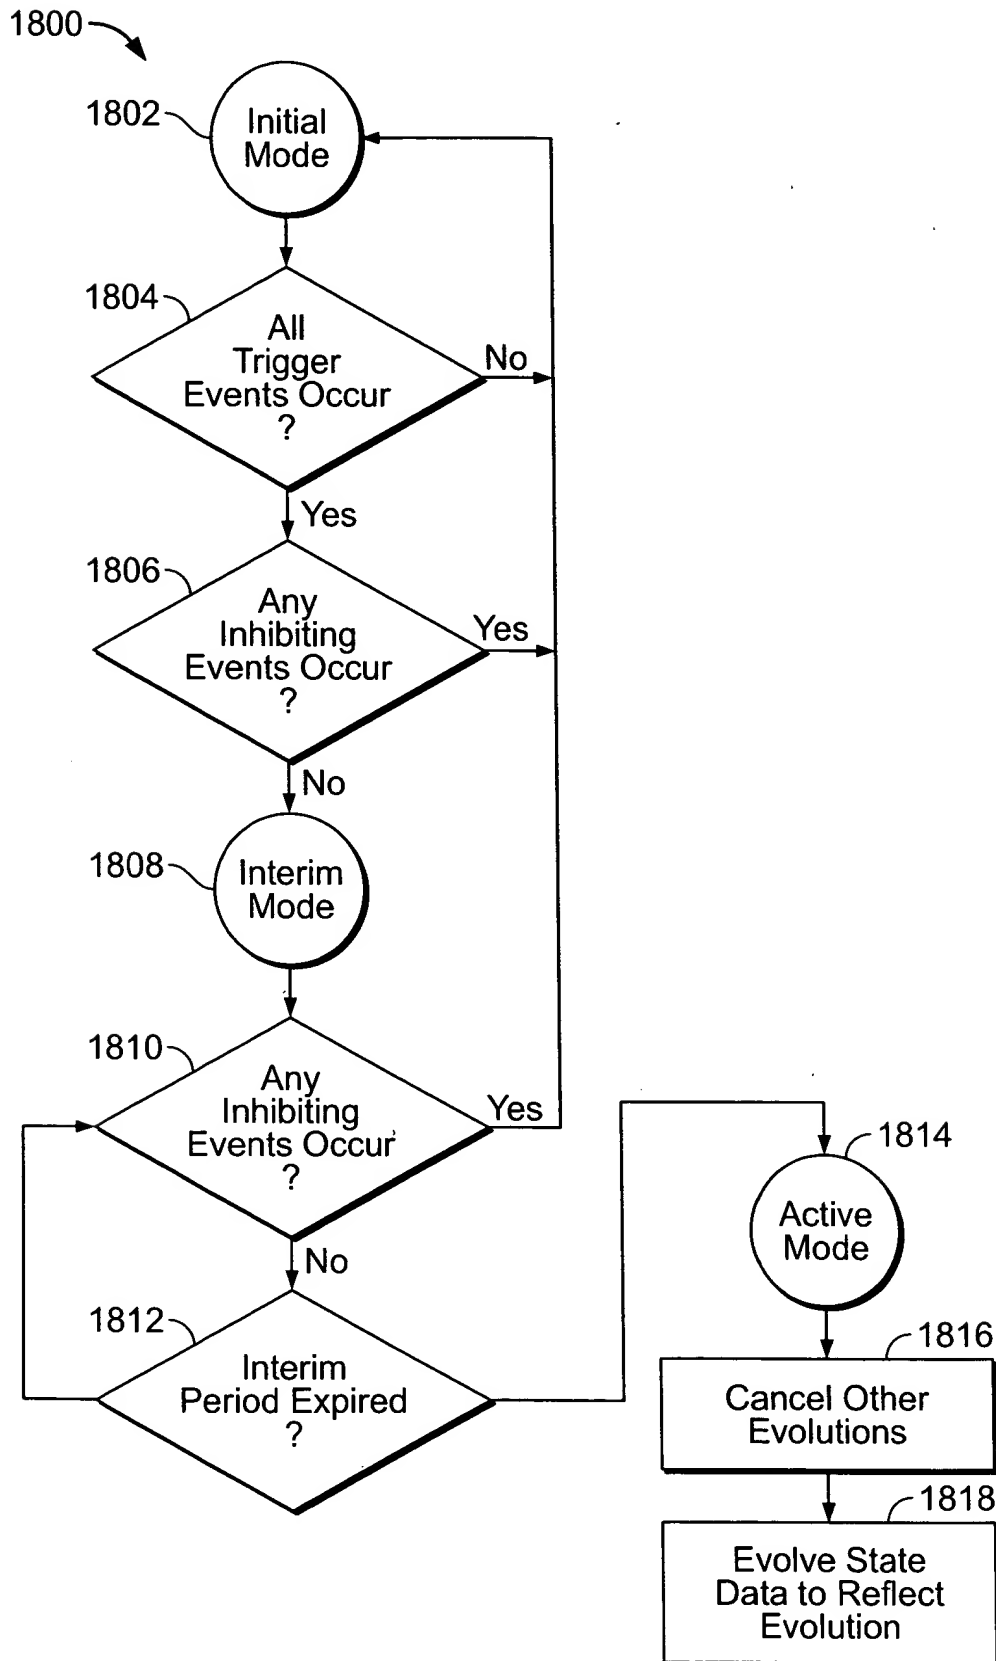 1800
1802
Initial
Mode
1804
All
Trigger
Events Occur
?
No
Yes
1806
Any
Inhibiting
Events Occur
?
Yes
No
1808
Interim
Mode
1810
Any
Inhibiting
Events Occur
?
Yes
No
1812
Interim
Period Expired
?
1814
Active
Mode
1816
Cancel Other
Evolutions
1818
Evolve State
Data to Reflect
Evolution